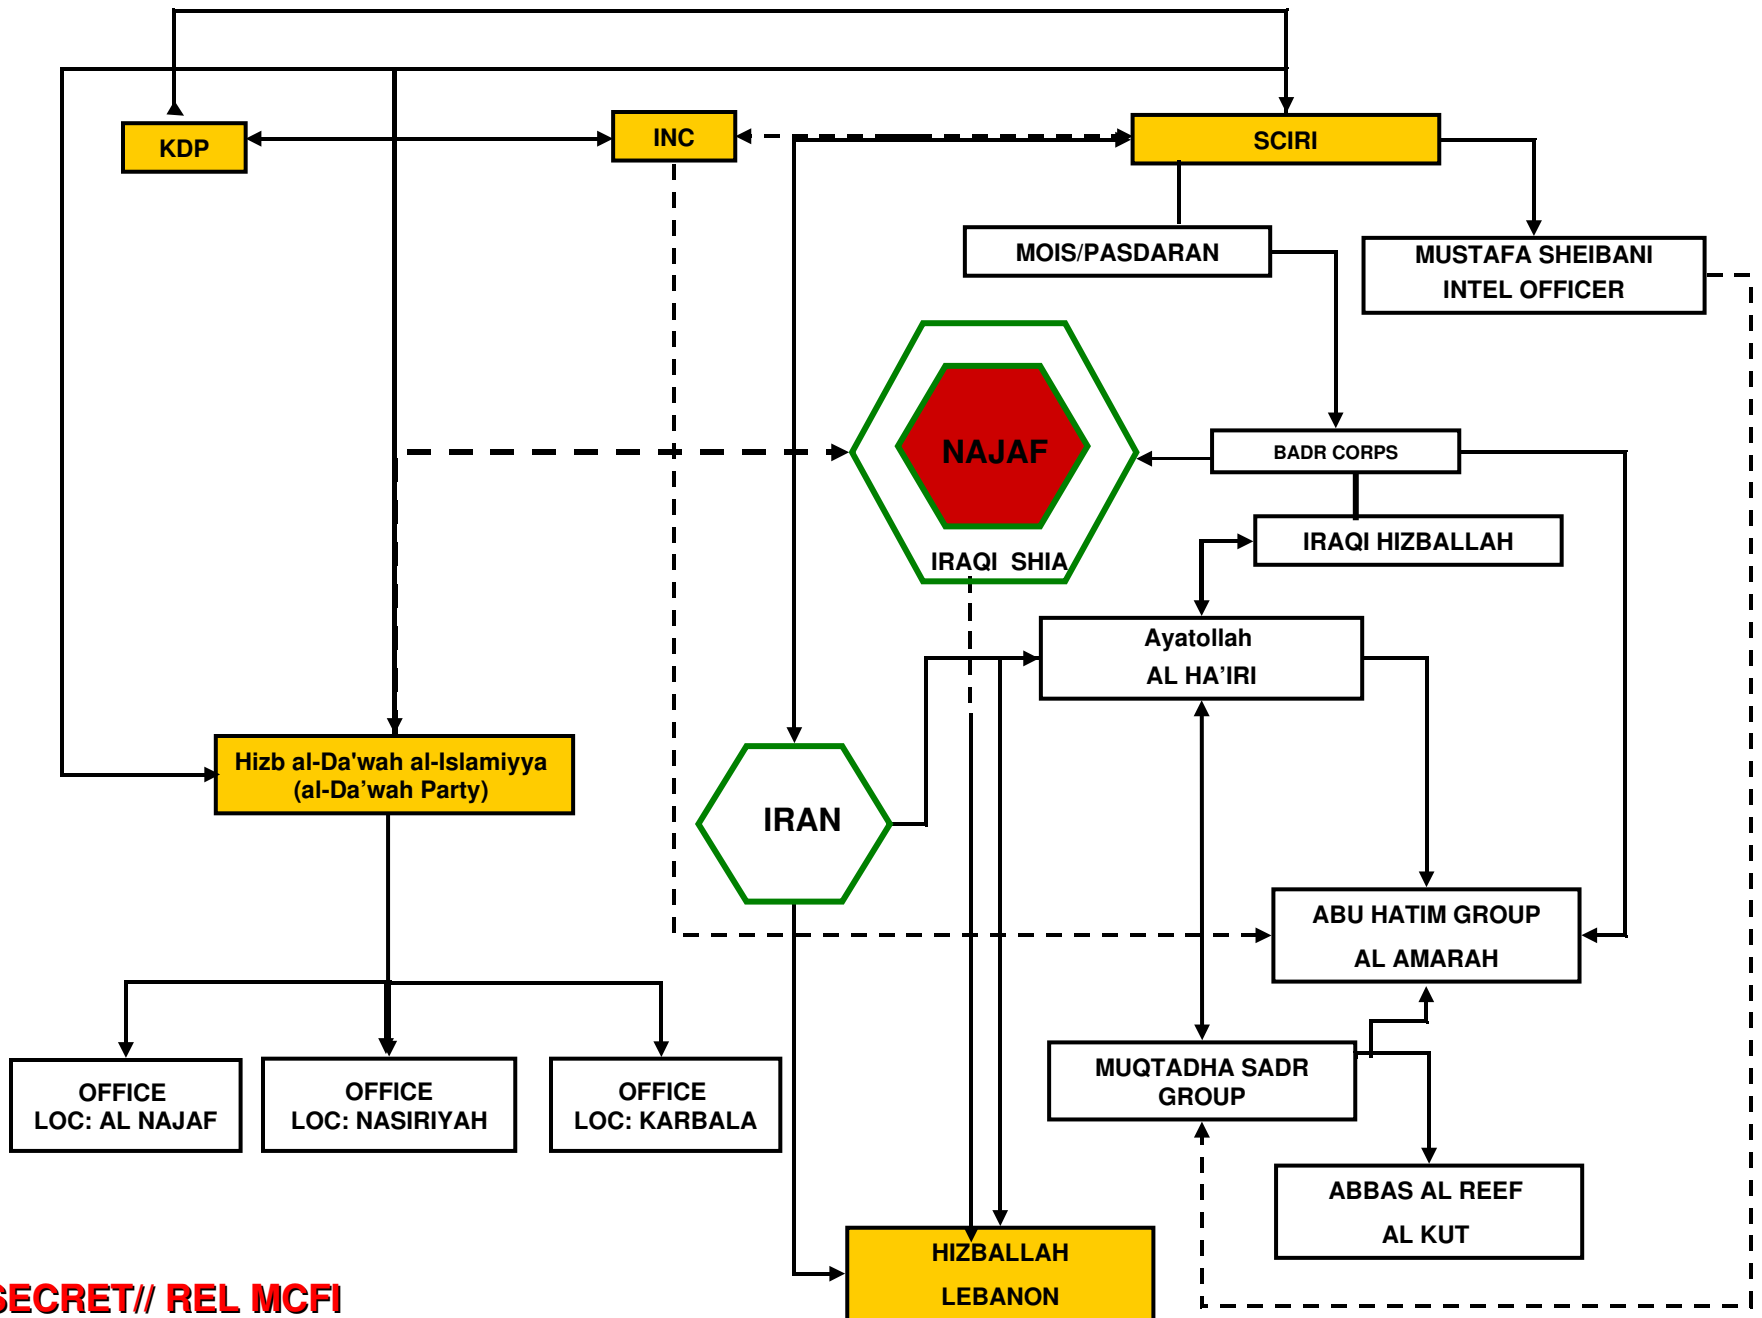 KDP
INC
SCIRI
MOIS/PASDARAN
MUSTAFA SHEIBANI
INTEL OFFICER
NAJAF
IRAQI SHIA
BADR CORPS
IRAQI HIZBALLAH
Ayatollah
AL HA’IRI
Hizb al-Da'wah al-Islamiyya
(al-Da’wah Party)
IRAN
ABU HATIM GROUP
AL AMARAH
OFFICE
LOC: AL NAJAF
OFFICE
LOC: NASIRIYAH
OFFICE
LOC: KARBALA
MUQTADHA SADR
GROUP
ABBAS AL REEF
AL KUT
HIZBALLAH
LEBANON
SECRET// REL MCFI